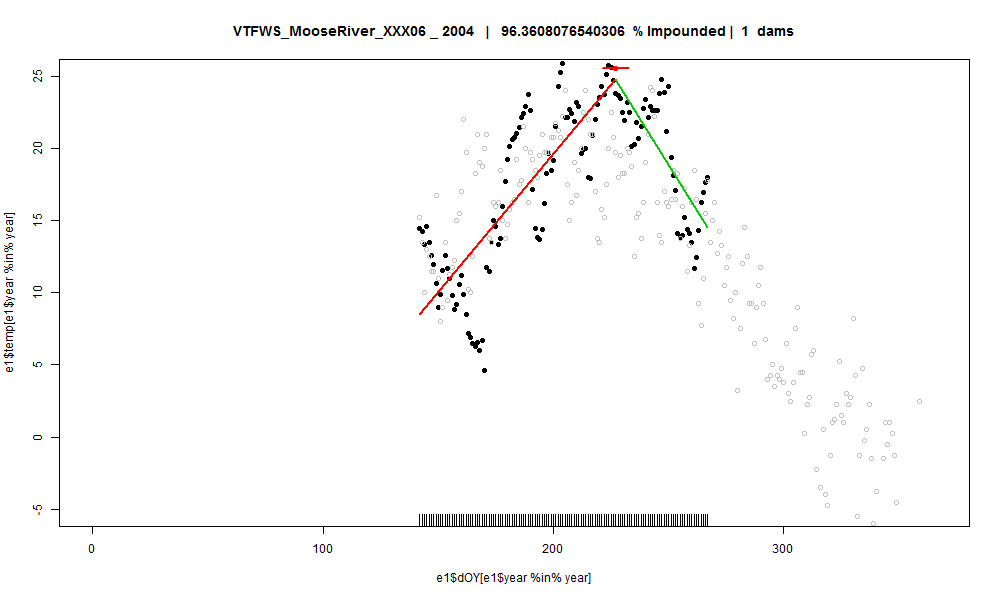 VTFWS_MooseRiver_XXX06 _ 2004 | 96.3608076540306 % Impounded | 1 dams
25
20
15
10
5
0
-5
e1$temp[e1$year %in% year]
0 100 200 300
e1$dOY[e1$year %in% year]